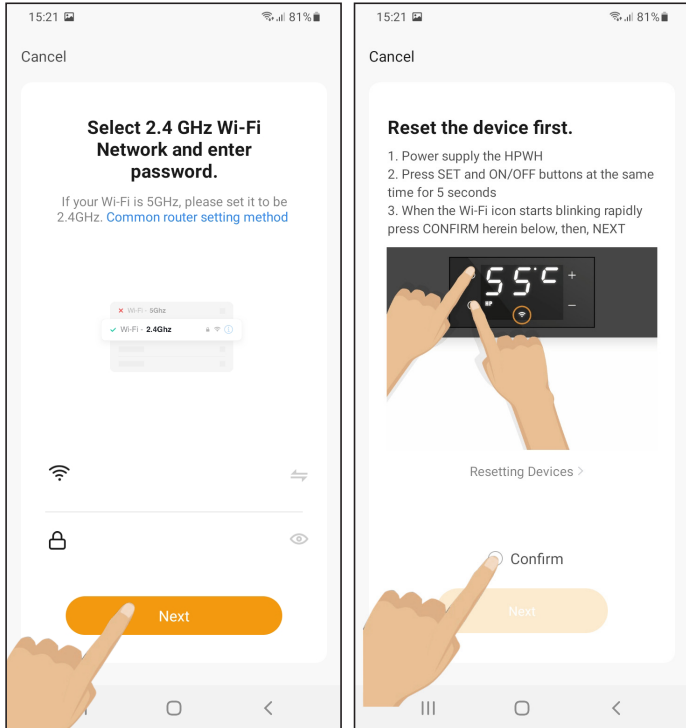 15:21 81%
Cancel
Select 2.4 GHz Wi-Fi
Network and enter
password.
If your Wi-Fi is 5GHz, please set it to be
2.4GHz. Common router setting method
Wi-Fi - 5Ghz
Wi-Fi - 2.4Ghz
Next
15:21 81%
Cancel
Reset the device first.
1. Power supply the HPWH
2. Press SET and ON/OFF buttons at the same
time for 5 seconds
3. When the Wi-Fi icon starts blinking rapidly
press CONFIRM herein below, then, NEXT
55°C +
HP −
Resetting Devices >
Confirm
Next